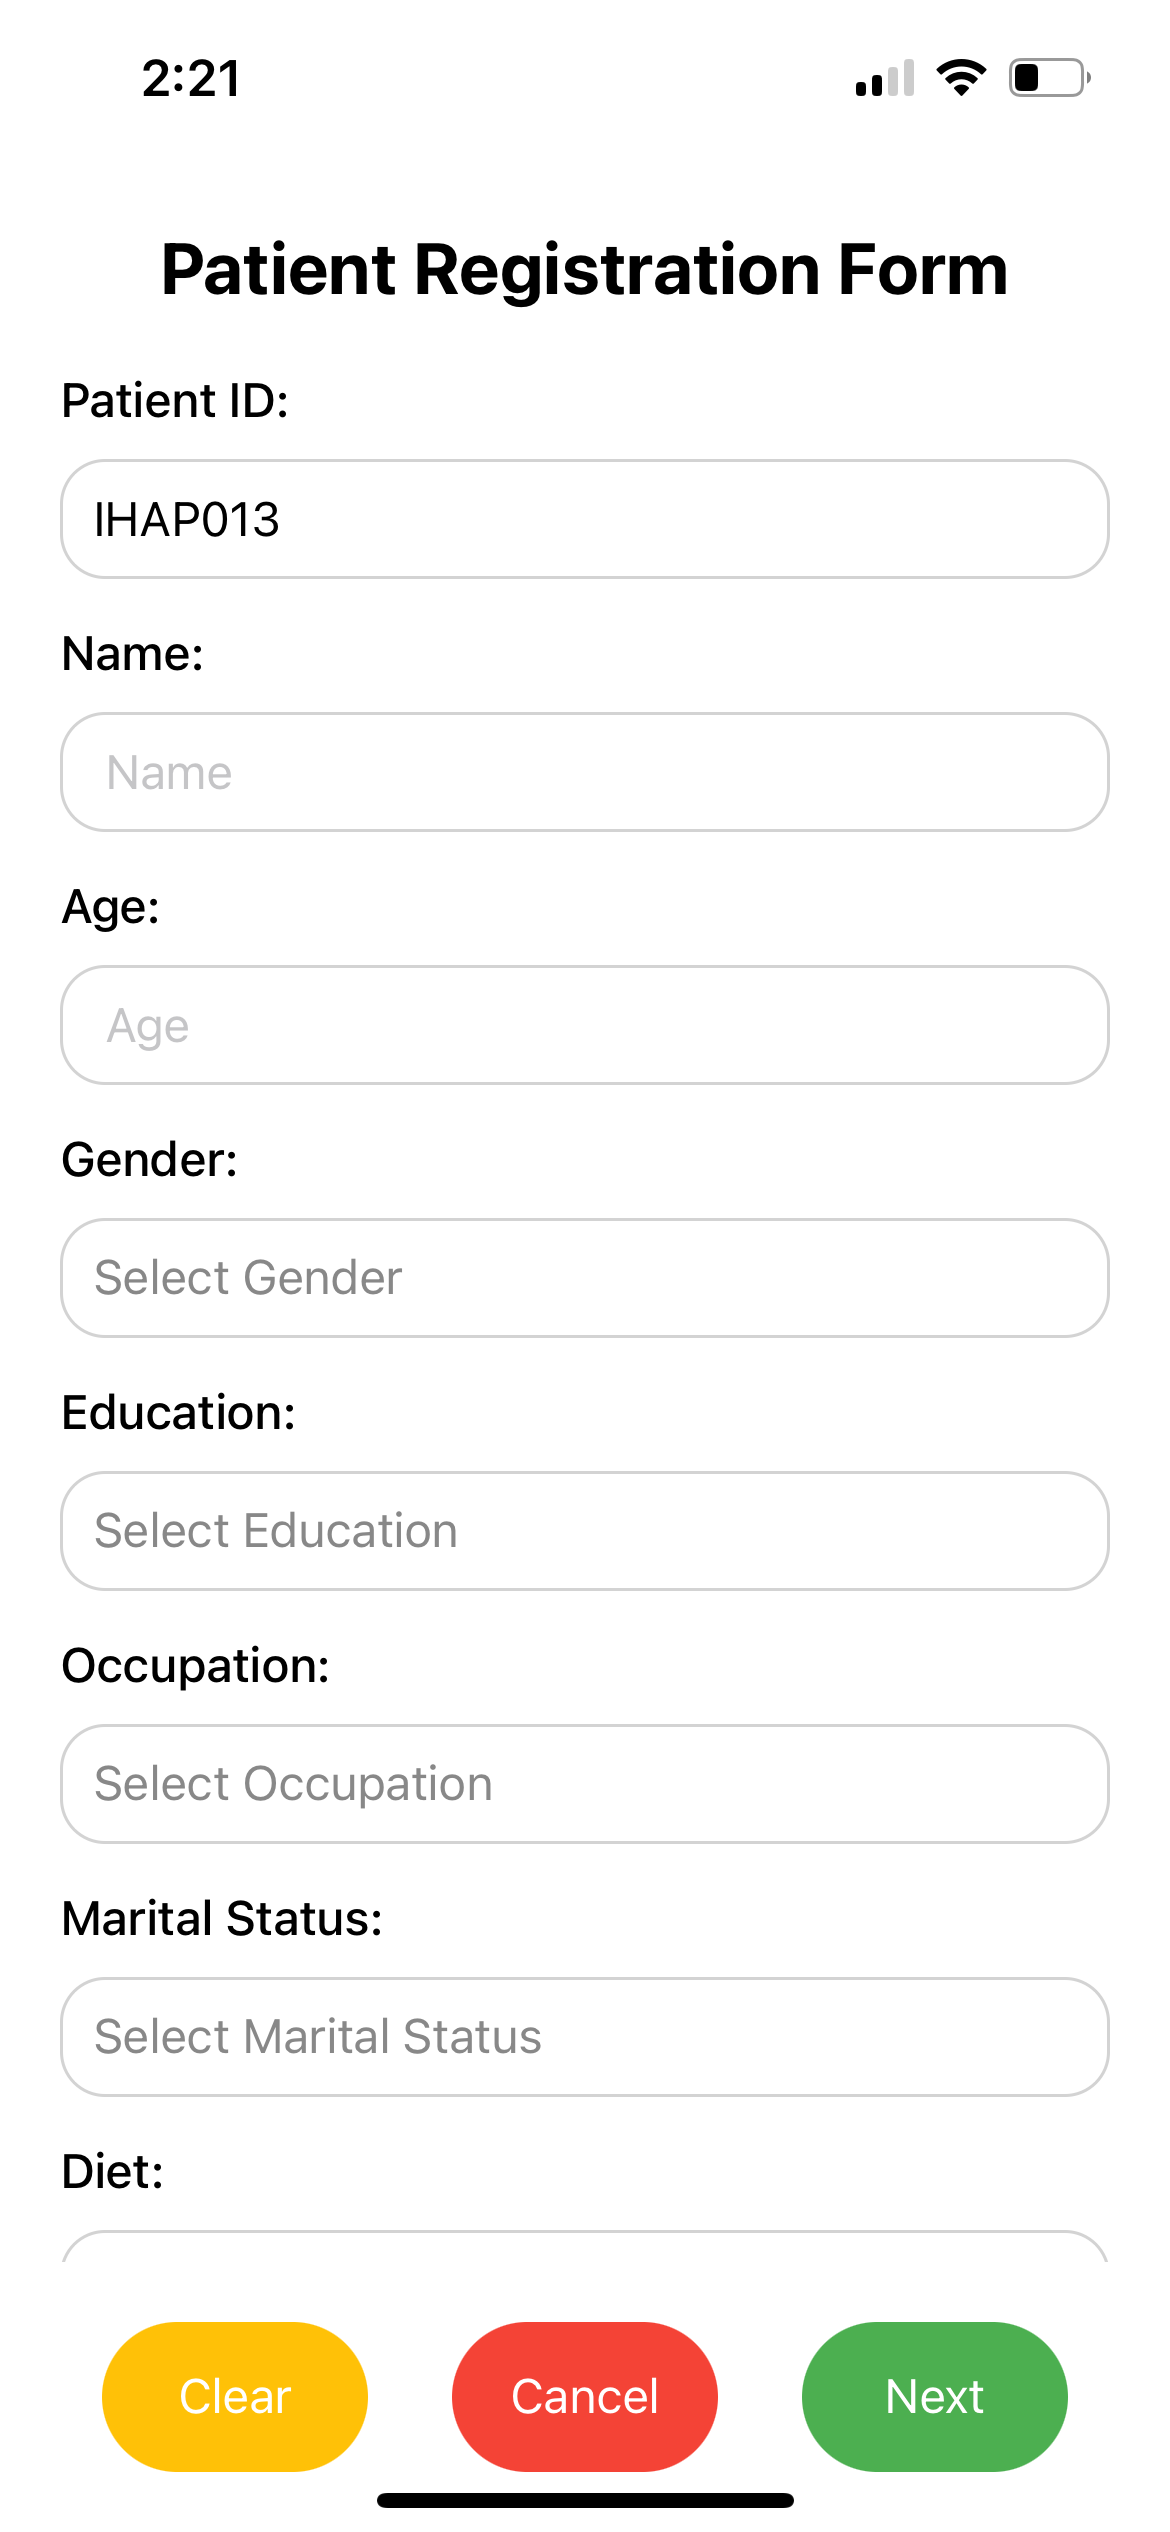 2:21
Patient Registration Form
Patient ID:
IHAP013
Name:
Name
Age:
Age
Gender:
Select Gender
Education:
Select Education
Occupation:
Select Occupation
Marital Status:
Select Marital Status
Diet:
Clear Cancel Next